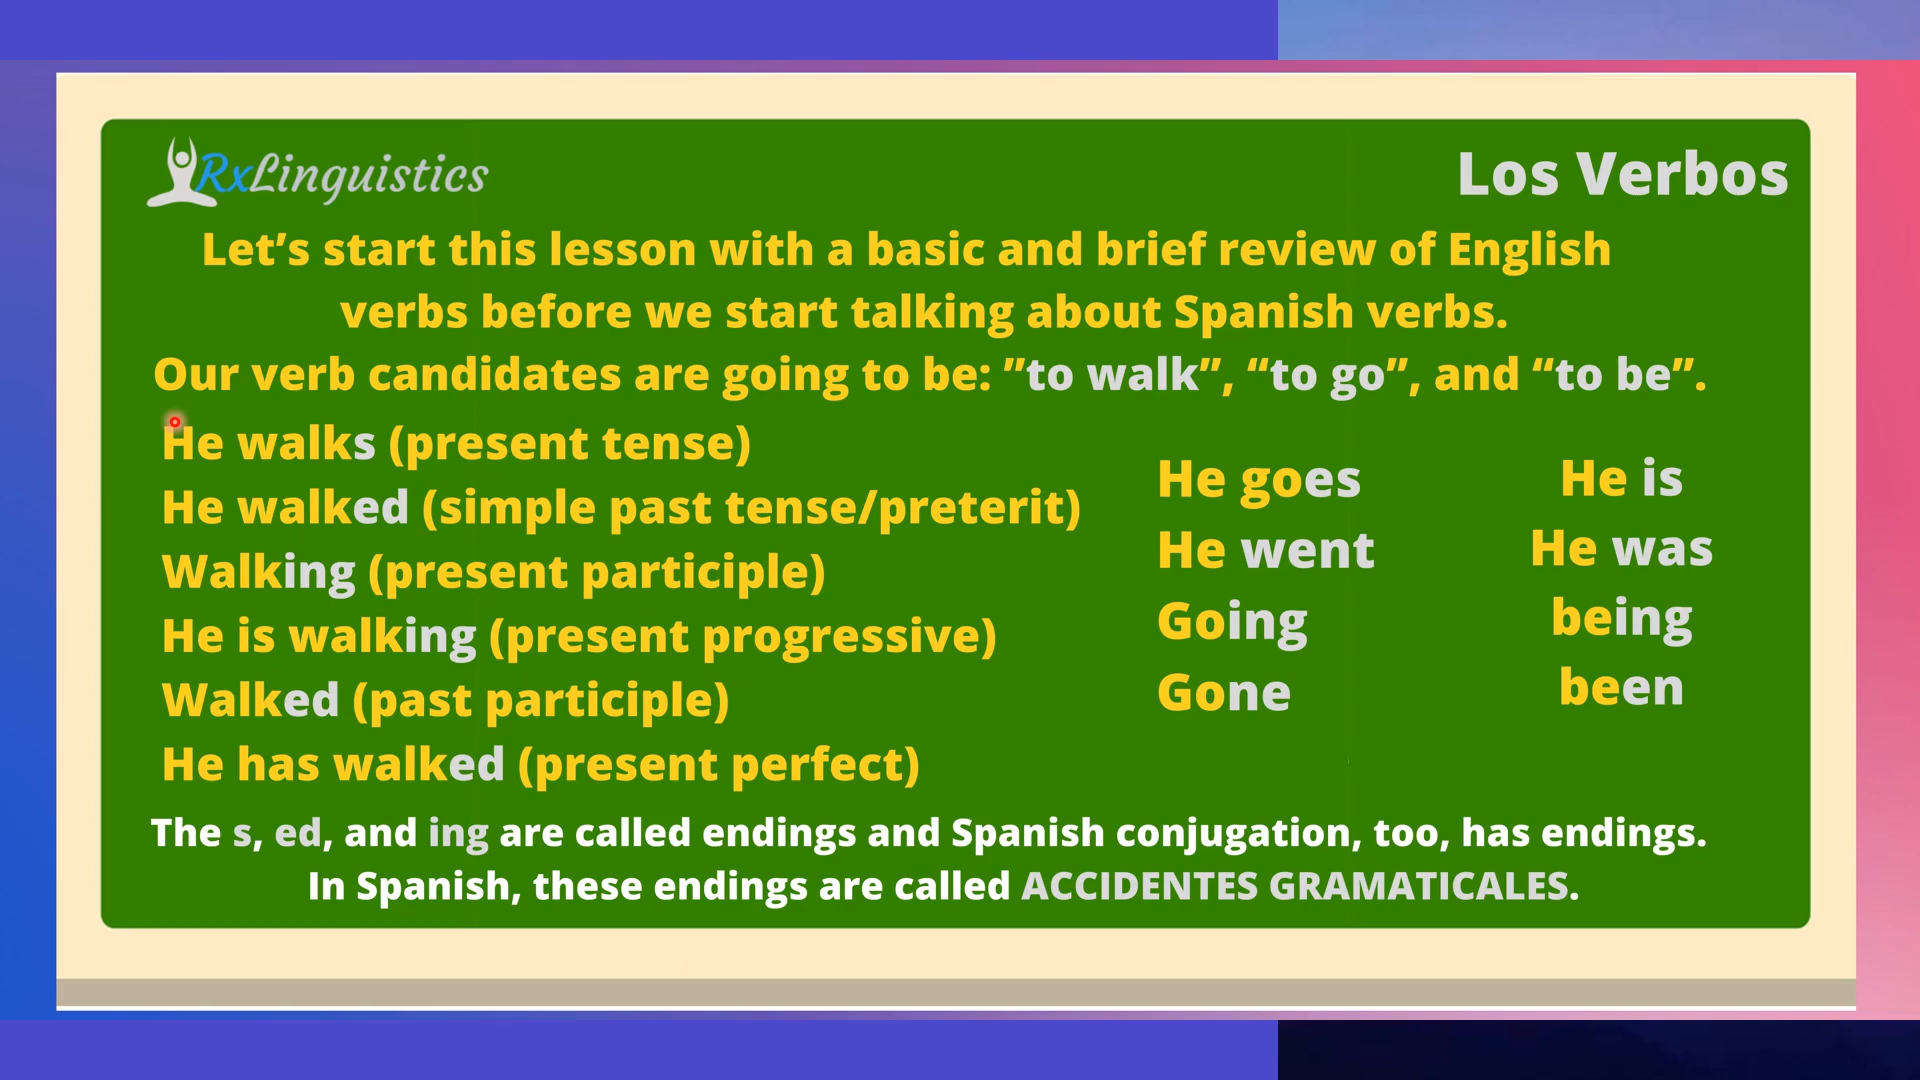 RxLinguistics
Los Verbos
Let’s start this lesson with a basic and brief review of English
verbs before we start talking about Spanish verbs.
Our verb candidates are going to be: ”to walk”, “to go”, and “to be”.
He walks (present tense)
He walked (simple past tense/preterit)
Walking (present participle)
He is walking (present progressive)
Walked (past participle)
He has walked (present perfect)
He goes
He went
Going
Gone
He is
He was
being
been
The s, ed, and ing are called endings and Spanish conjugation, too, has endings.
In Spanish, these endings are called ACCIDENTES GRAMATICALES.